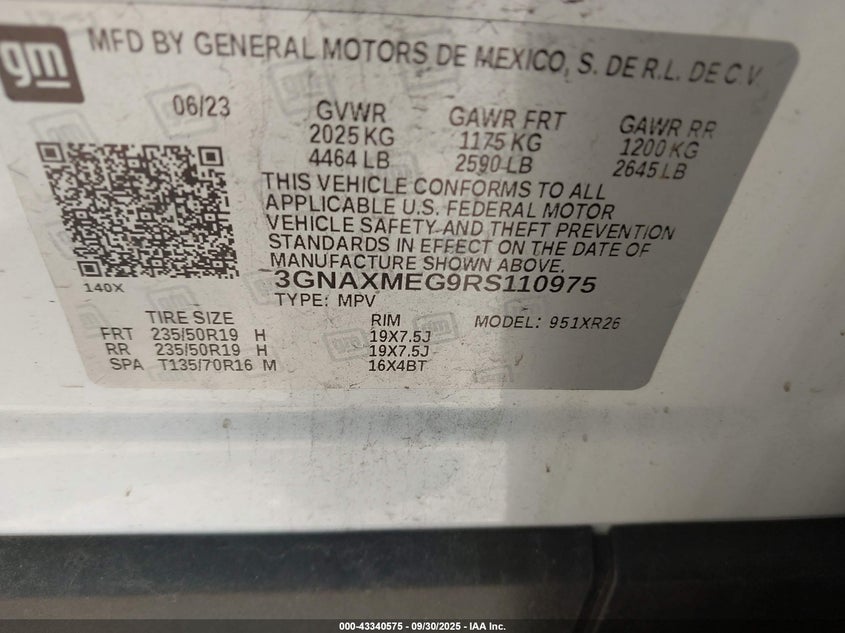 gm
MFD BY GENERAL MOTORS DE MEXICO, S. DE R.L. DE C.V.
06/23
GVWR GAWR FRT GAWR RR
2025 KG 1175 KG 1200 KG
4464 LB 2590 LB 2645 LB
THIS VEHICLE CONFORMS TO ALL
APPLICABLE U.S. FEDERAL MOTOR
VEHICLE SAFETY AND THEFT PREVENTION
STANDARDS IN EFFECT ON THE DATE OF
MANUFACTURE SHOWN ABOVE.
140X
3GNAXMEG9RS110975
TYPE: MPV
TIRE SIZE RIM MODEL: 951XR26
FRT 235/50R19 H 19X7.5J
RR 235/50R19 H 19X7.5J
SPA T135/70R16 M 16X4BT
000-43340575 - 09/30/2025 - IAA Inc.